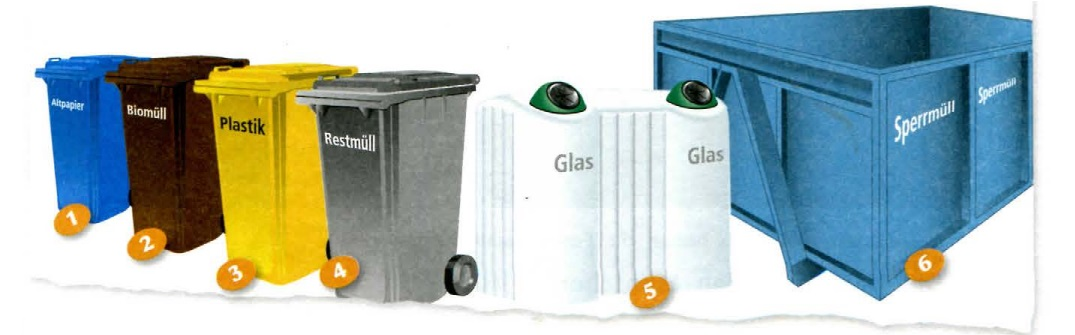 Altpapier
Biomüll
Plastik
Restmüll
Glas
Glas
Sperrmüll
Sperrmüll
1
2
3
4
5
6